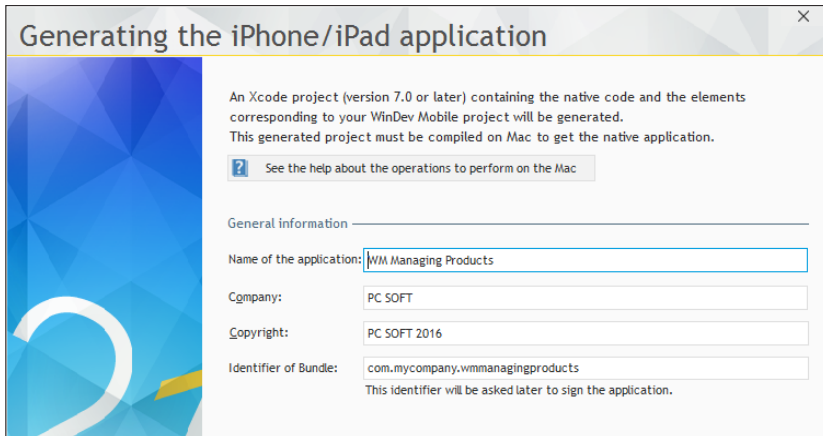 Generating the iPhone/iPad application
An Xcode project (version 7.0 or later) containing the native code and the elements
corresponding to your WinDev Mobile project will be generated.
This generated project must be compiled on Mac to get the native application.
? See the help about the operations to perform on the Mac
General information
Name of the application: WM Managing Products
Company: PC SOFT
Copyright: PC SOFT 2016
Identifier of Bundle: com.mycompany.wmmanagingproducts
This identifier will be asked later to sign the application.